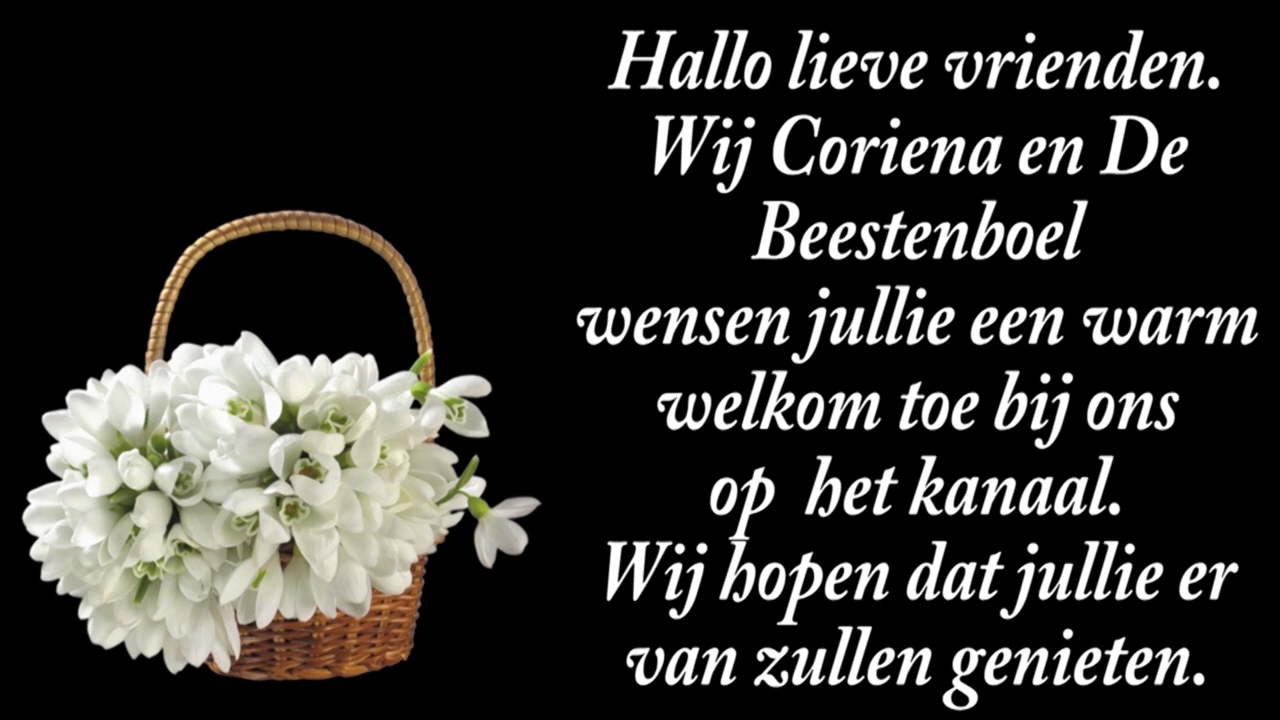 Hallo lieve vrienden.
Wij Coriena en De
Beestenboel
wensen jullie een warm
welkom toe bij ons
op het kanaal.
Wij hopen dat jullie er
van zullen genieten.